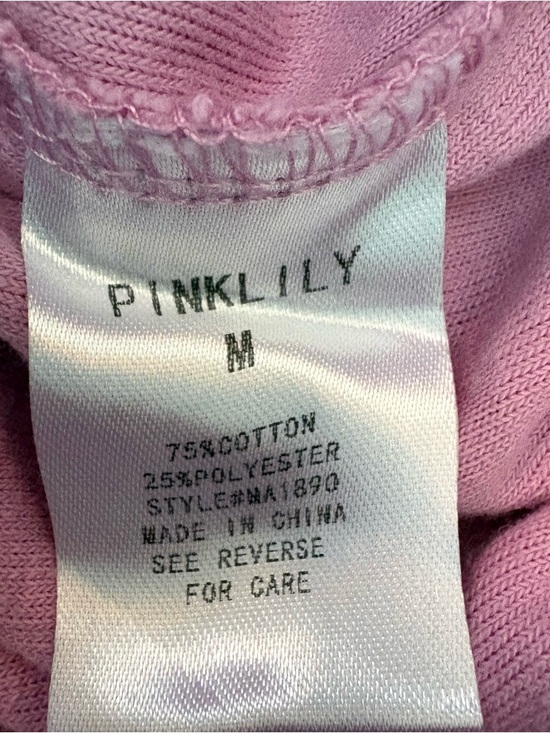 PINKLILY
M
75%COTTON
25%POLYESTER
STYLE#MA1890
MADE IN CHINA
SEE REVERSE
FOR CARE